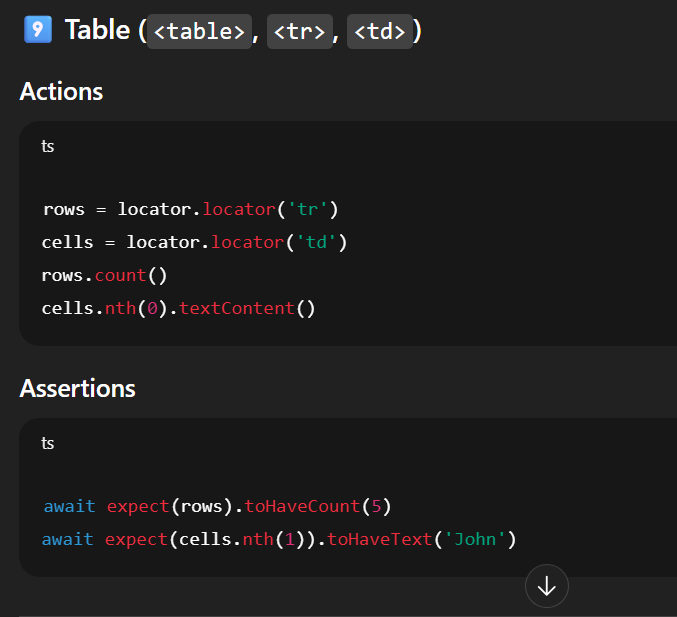 9 Table (<table>, <tr>, <td>)
Actions
ts
rows = locator.locator('tr')
cells = locator.locator('td')
rows.count()
cells.nth(0).textContent()
Assertions
ts
await expect(rows).toHaveCount(5)
await expect(cells.nth(1)).toHaveText('John')